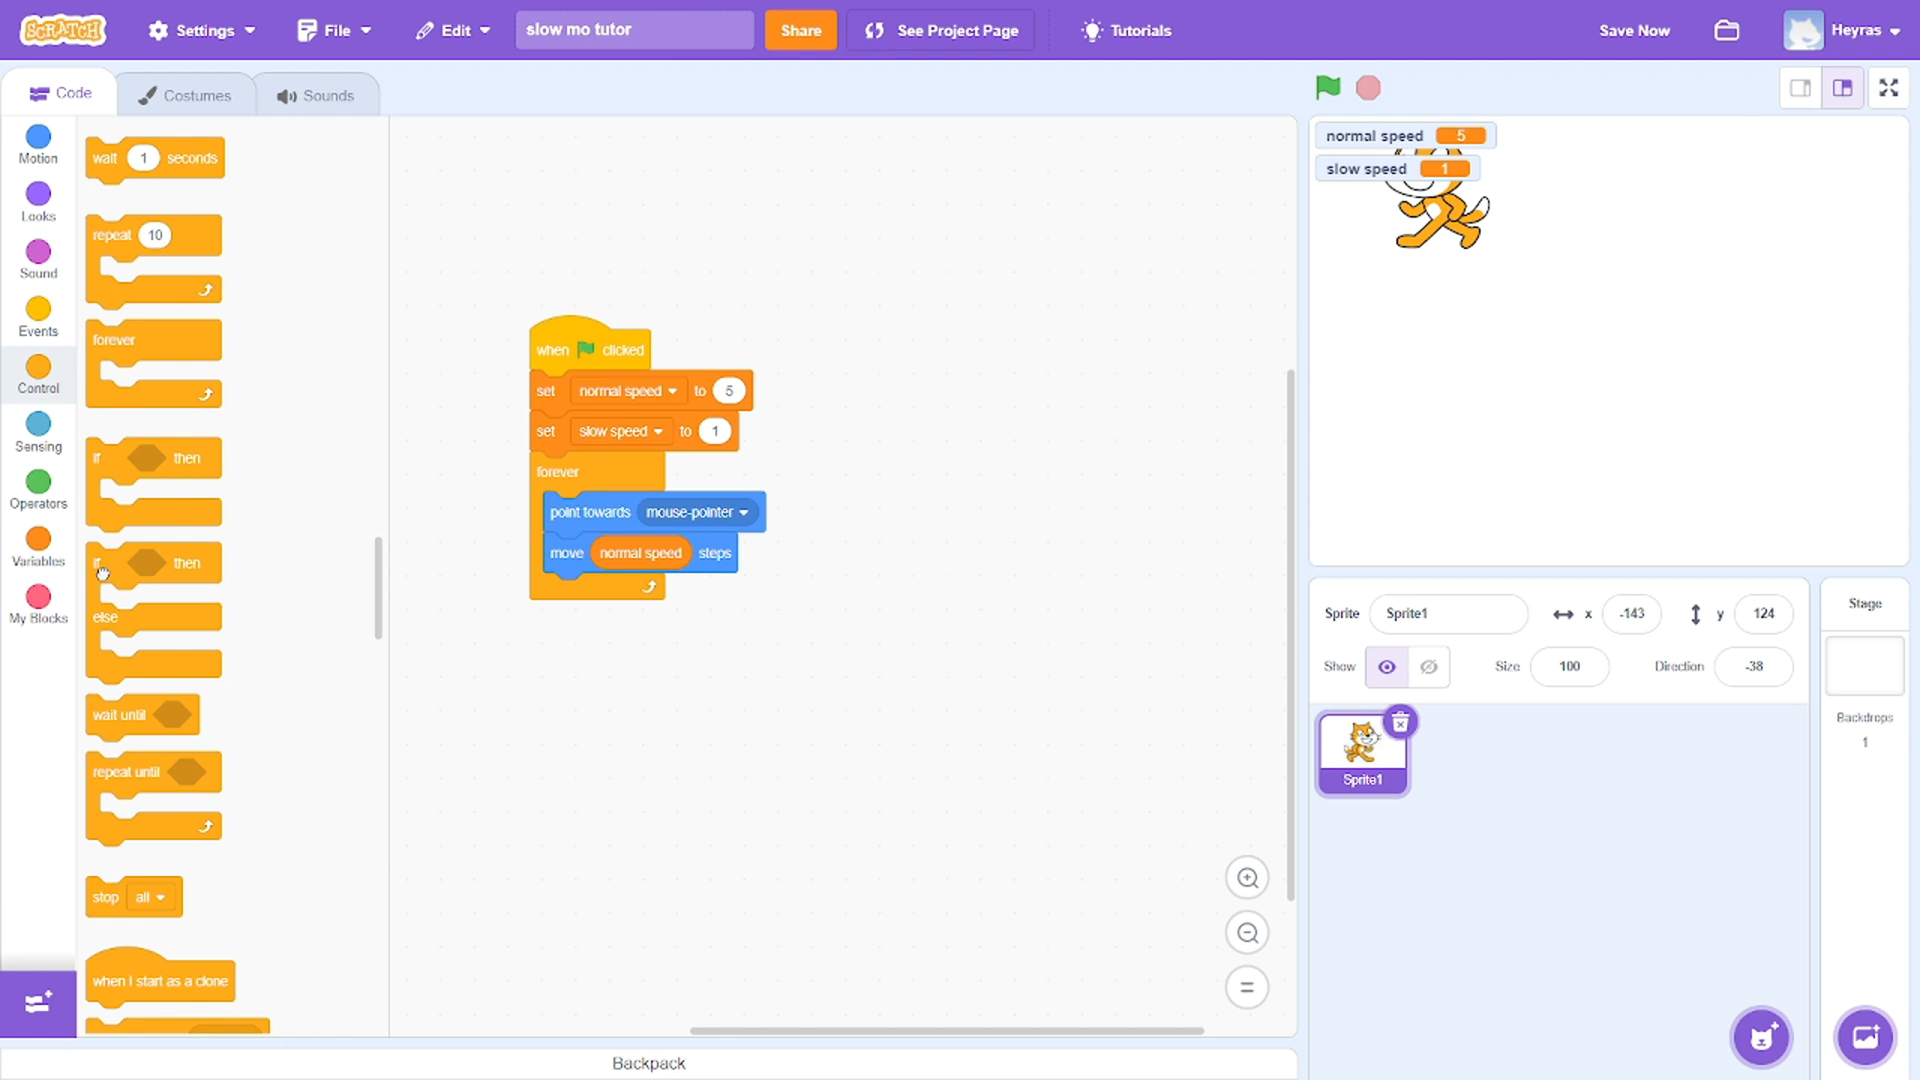 SCRATCH Settings File Edit slow mo tutor Share See Project Page Tutorials Save Now Heyras
Code Costumes Sounds
Motion
Looks
Sound
Events
Control
Sensing
Operators
Variables
My Blocks
wait 1 seconds
repeat 10
forever
if then
if then
else
wait until
repeat until
stop all
when I start as a clone
when clicked
set normal speed to 5
set slow speed to 1
forever
point towards mouse-pointer
move normal speed steps
normal speed 5
slow speed 1
Sprite Sprite1 x -143 y 124
Show Size 100 Direction -38
Sprite1
Stage
Backdrops
1
Backpack